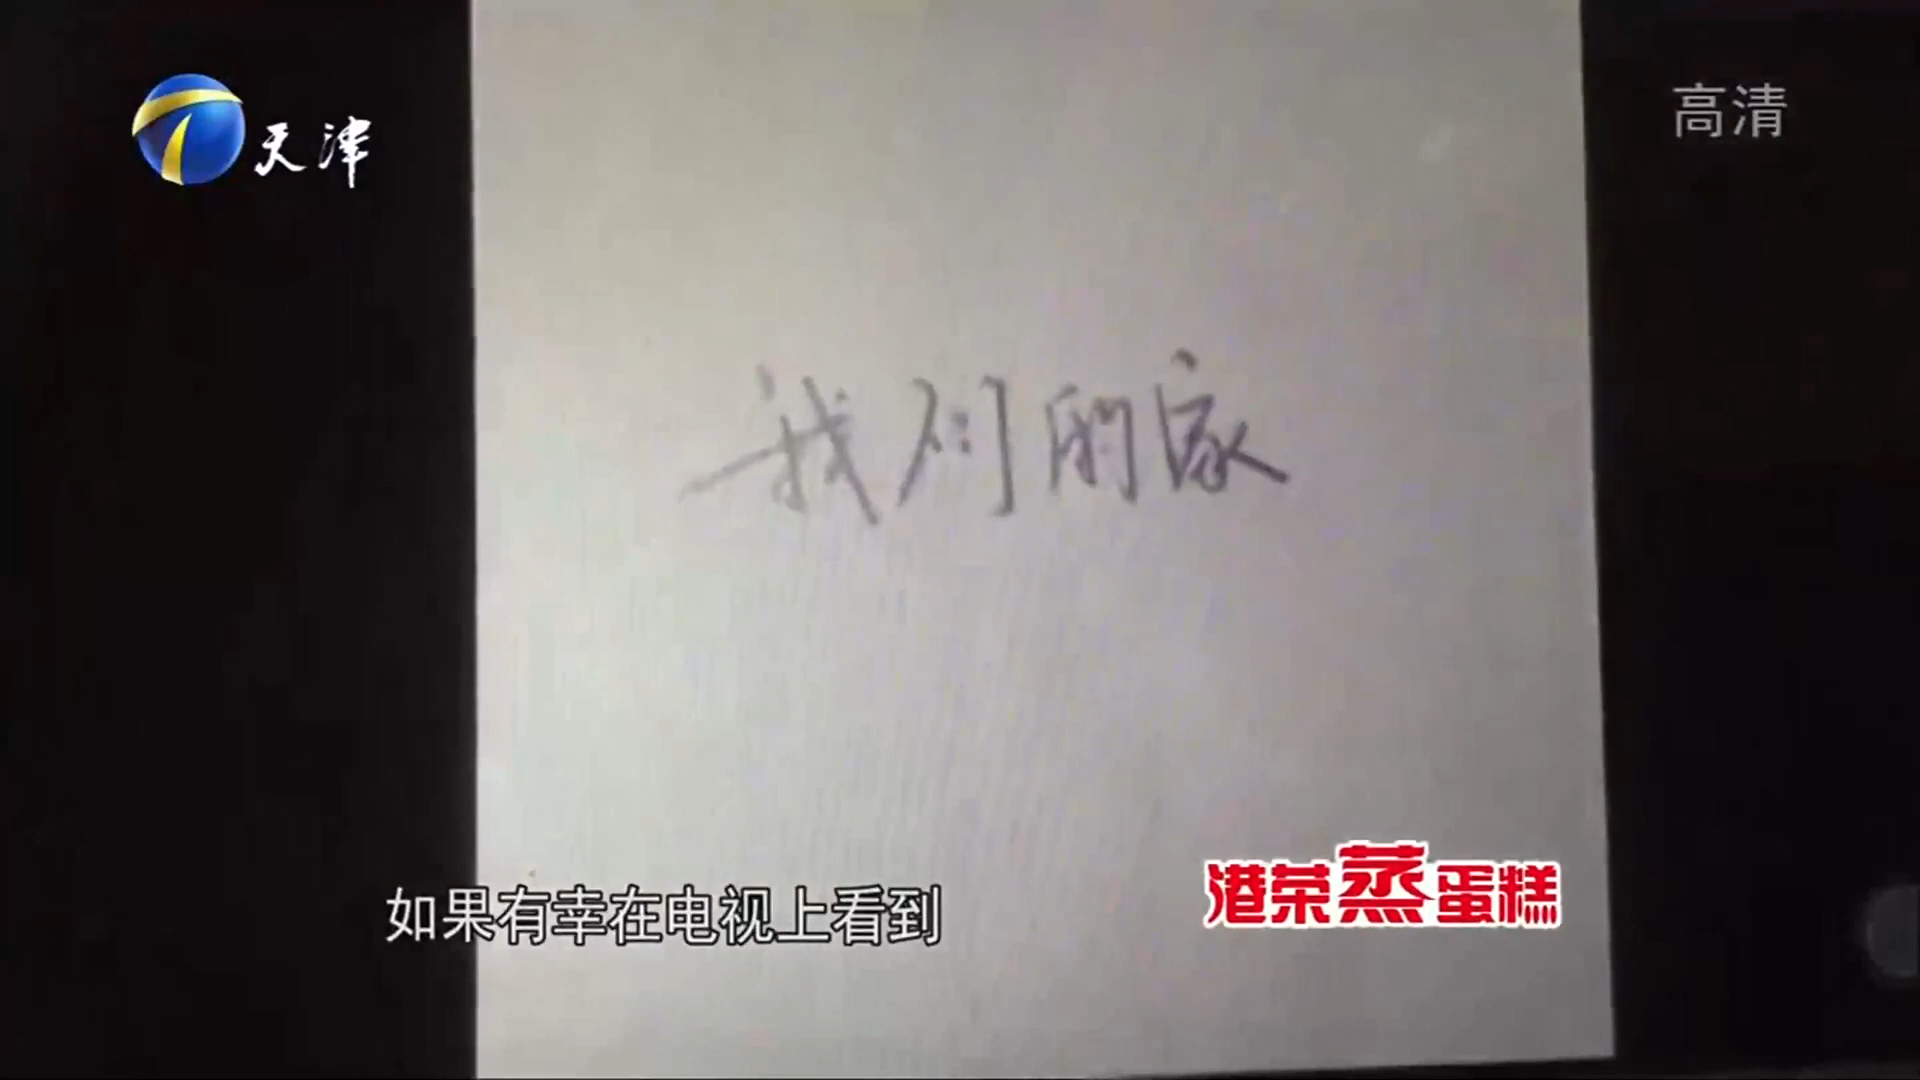 天津
高清
我们的家
如果有幸在电视上看到
港荣蒸蛋糕